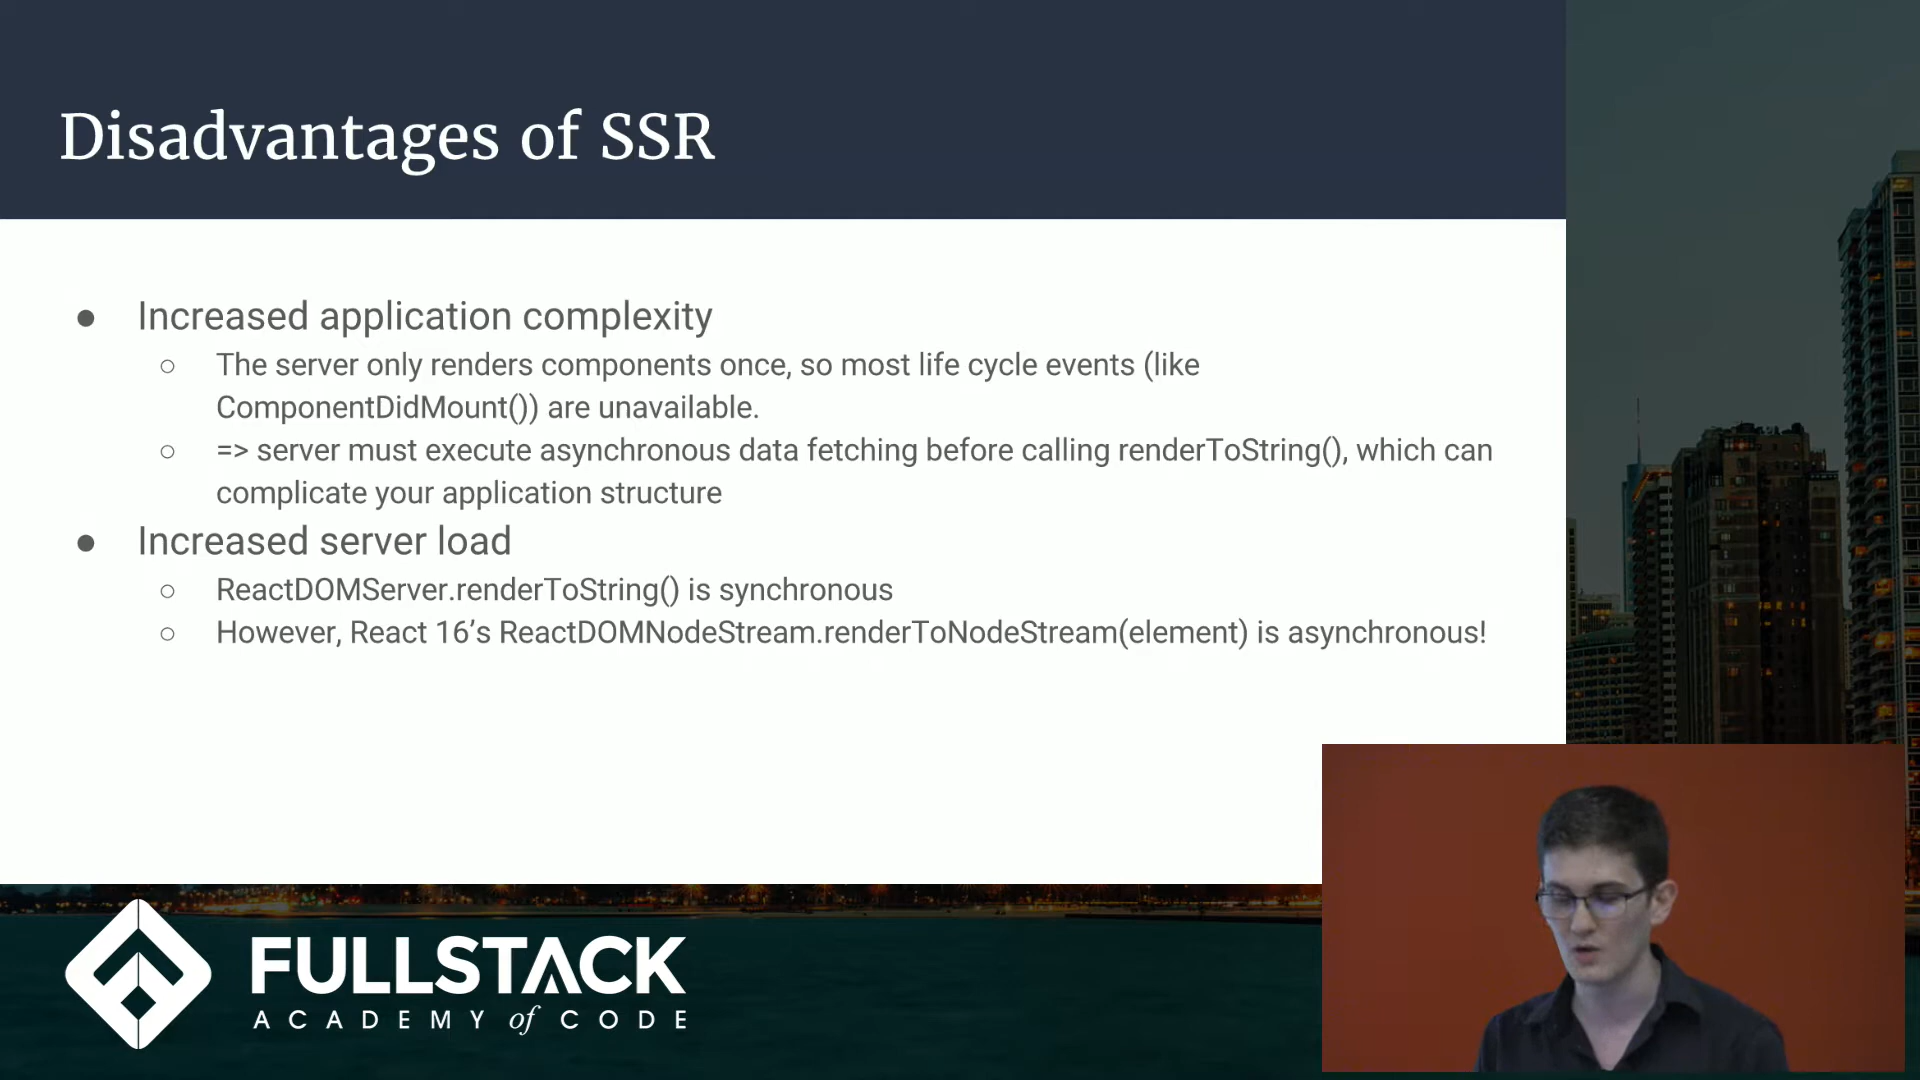 Disadvantages of SSR
● Increased application complexity
○ The server only renders components once, so most life cycle events (like
ComponentDidMount()) are unavailable.
○ => server must execute asynchronous data fetching before calling renderToString(), which can
complicate your application structure
● Increased server load
○ ReactDOMServer.renderToString() is synchronous
○ However, React 16’s ReactDOMNodeStream.renderToNodeStream(element) is asynchronous!
FULLSTACK
ACADEMY of CODE